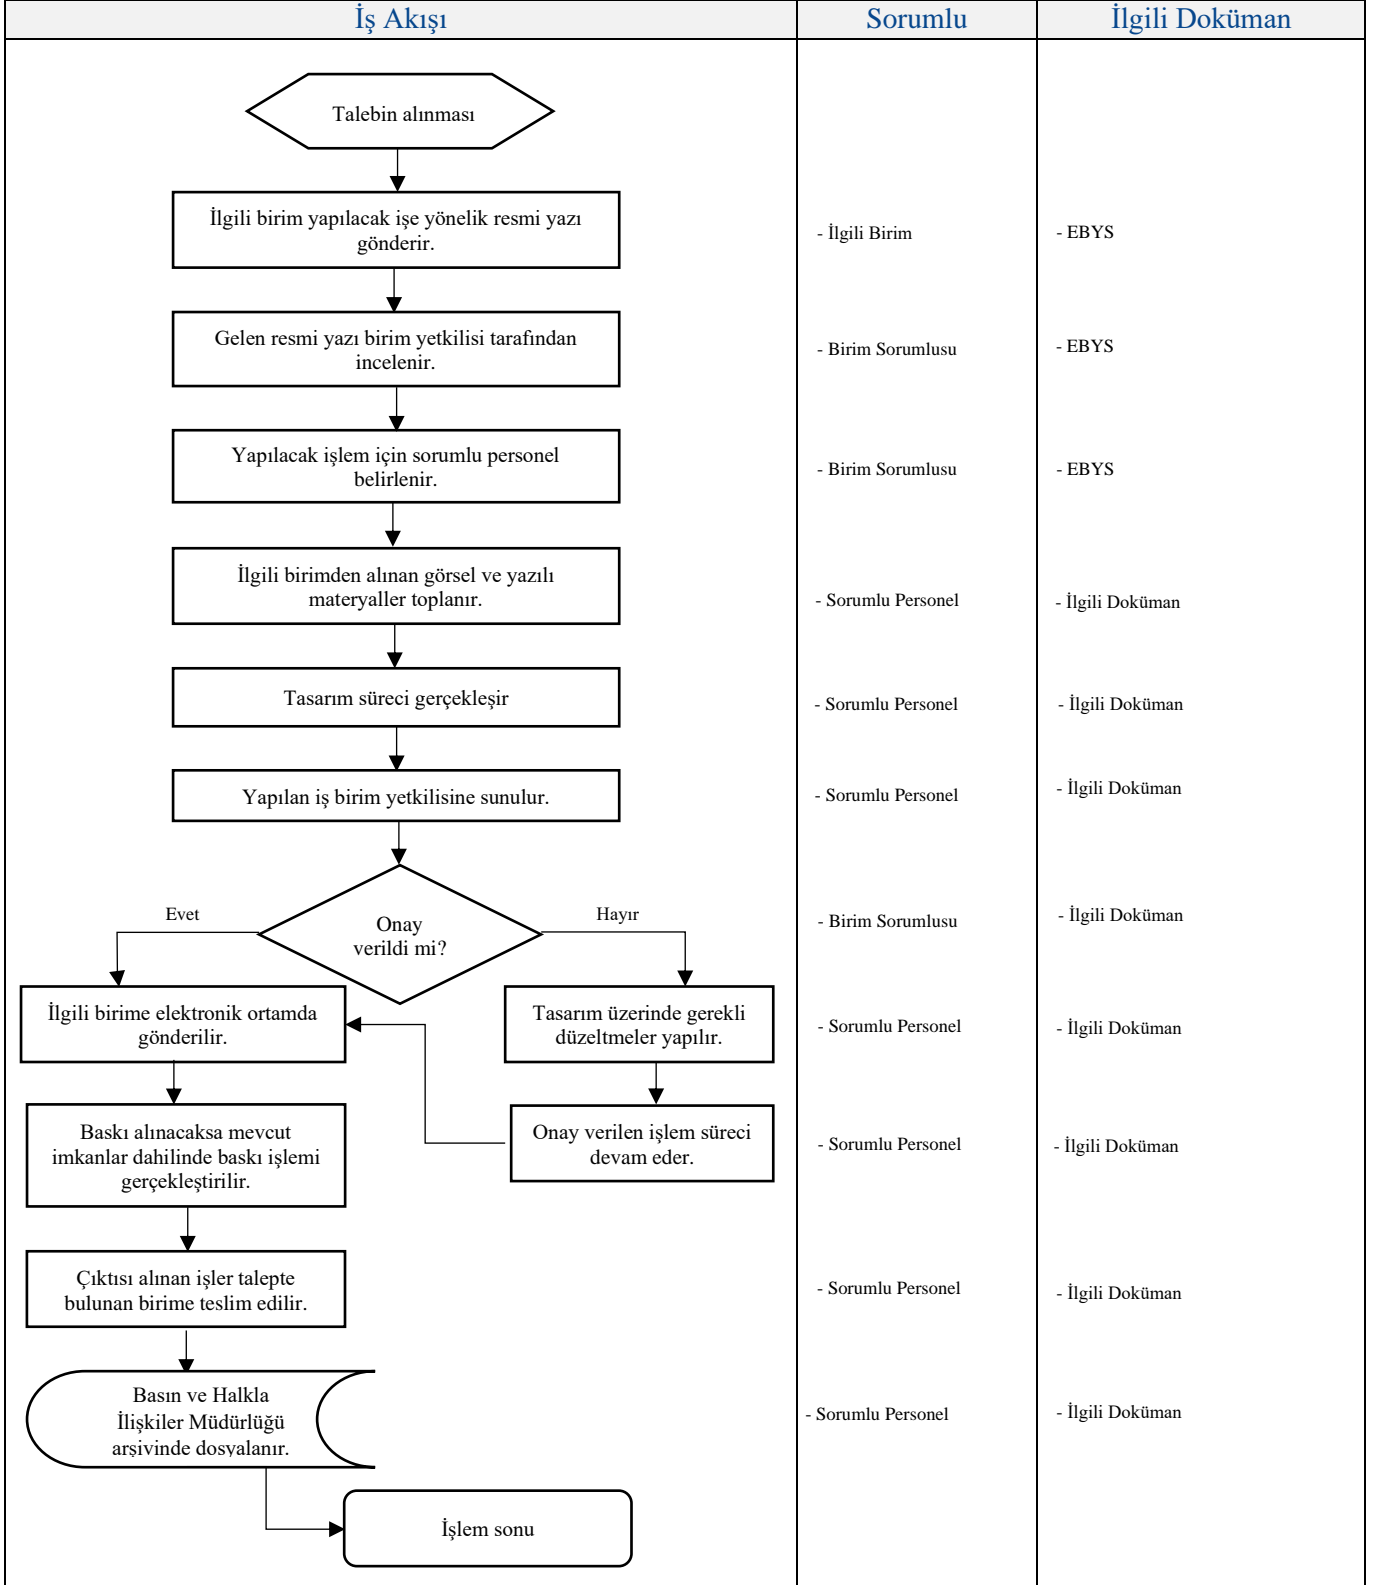 İş Akışı
Sorumlu
İlgili Doküman
Talebin alınması
İlgili birim yapılacak işe yönelik resmi yazı
gönderir.
- İlgili Birim
- EBYS
Gelen resmi yazı birim yetkilisi tarafından
incelenir.
- Birim Sorumlusu
- EBYS
Yapılacak işlem için sorumlu personel
belirlenir.
- Birim Sorumlusu
- EBYS
İlgili birimden alınan görsel ve yazılı
materyaller toplanır.
- Sorumlu Personel
- İlgili Doküman
Tasarım süreci gerçekleşir
- Sorumlu Personel
- İlgili Doküman
Yapılan iş birim yetkilisine sunulur.
- Sorumlu Personel
- İlgili Doküman
Evet
Onay
verildi mi?
Hayır
- Birim Sorumlusu
- İlgili Doküman
İlgili birime elektronik ortamda
gönderilir.
Tasarım üzerinde gerekli
düzeltmeler yapılır.
- Sorumlu Personel
- İlgili Doküman
Baskı alınacaksa mevcut
imkanlar dahilinde baskı işlemi
gerçekleştirilir.
Onay verilen işlem süreci
devam eder.
- Sorumlu Personel
- İlgili Doküman
Çıktısı alınan işler talepte
bulunan birime teslim edilir.
- Sorumlu Personel
- İlgili Doküman
Basın ve Halkla
İlişkiler Müdürlüğü
arşivinde dosyalanır.
- Sorumlu Personel
- İlgili Doküman
İşlem sonu